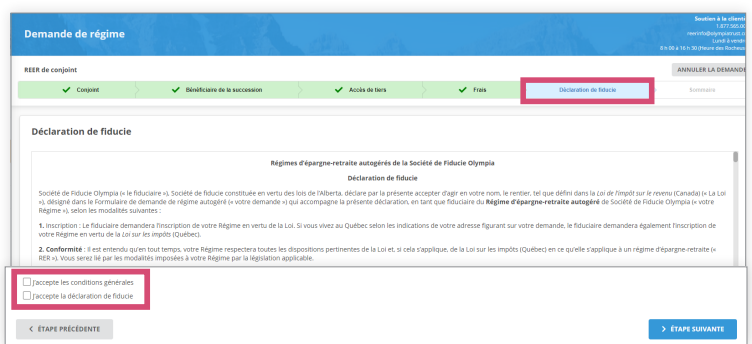 Soutien à la clienti
1.877.565.00
Demande de régime
reerinfo@olympiatrust.c
Lundi à vendr
8 h 00 à 16 h 30 (Heure des Rocheus
REER de conjoint
ANNULER LA DEMANDE
Conjoint
Bénéficiaire de la succession
Accès de tiers
Frais
Déclaration de fiducie
Sommaire
Déclaration de fiducie
Régimes d'épargne-retraite autogérés de la Société de Fiducie Olympia
Déclaration de fiducie
Société de Fiducie Olympia (« le fiduciaire »), Société de fiducie constituée en vertu des lois de l'Alberta, déclare par la présente accepter d'agir en votre nom, le rentier, tel que défini dans la Loi de l'impôt sur le revenu (Canada) (« La Loi
»), désigné dans le Formulaire de demande de régime autogéré (« votre demande ») qui accompagne la présente déclaration, en tant que fiduciaire du Régime d'épargne-retraite autogéré de Société de Fiducie Olympia (« votre
Régime »), selon les modalités suivantes :
1. Inscription : Le fiduciaire demandera l'inscription de votre Régime en vertu de la Loi. Si vous vivez au Québec selon les indications de votre adresse figurant sur votre demande, le fiduciaire demandera également l'inscription de
votre Régime en vertu de la Loi sur les impôts (Québec).
2. Conformité : Il est entendu qu'en tout temps, votre Régime respectera toutes les dispositions pertinentes de la Loi et, si cela s'applique, de la Loi sur les impôts (Québec) en ce qu'elle s'applique à un régime d'épargne-retraite («
RER »). Vous serez lié par les modalités imposées à votre Régime par la législation applicable.
J'accepte les conditions générales
J'accepte la déclaration de fiducie
< ÉTAPE PRÉCÉDENTE
> ÉTAPE SUIVANTE